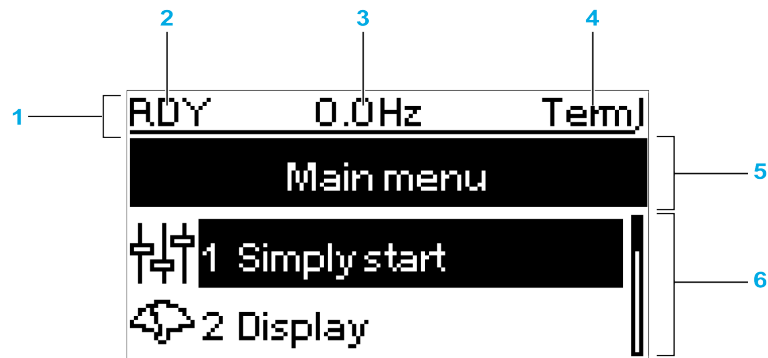 2 3 4
1 RDY 0.0Hz Term
Main menu 5
1 Simply start
6
2 Display